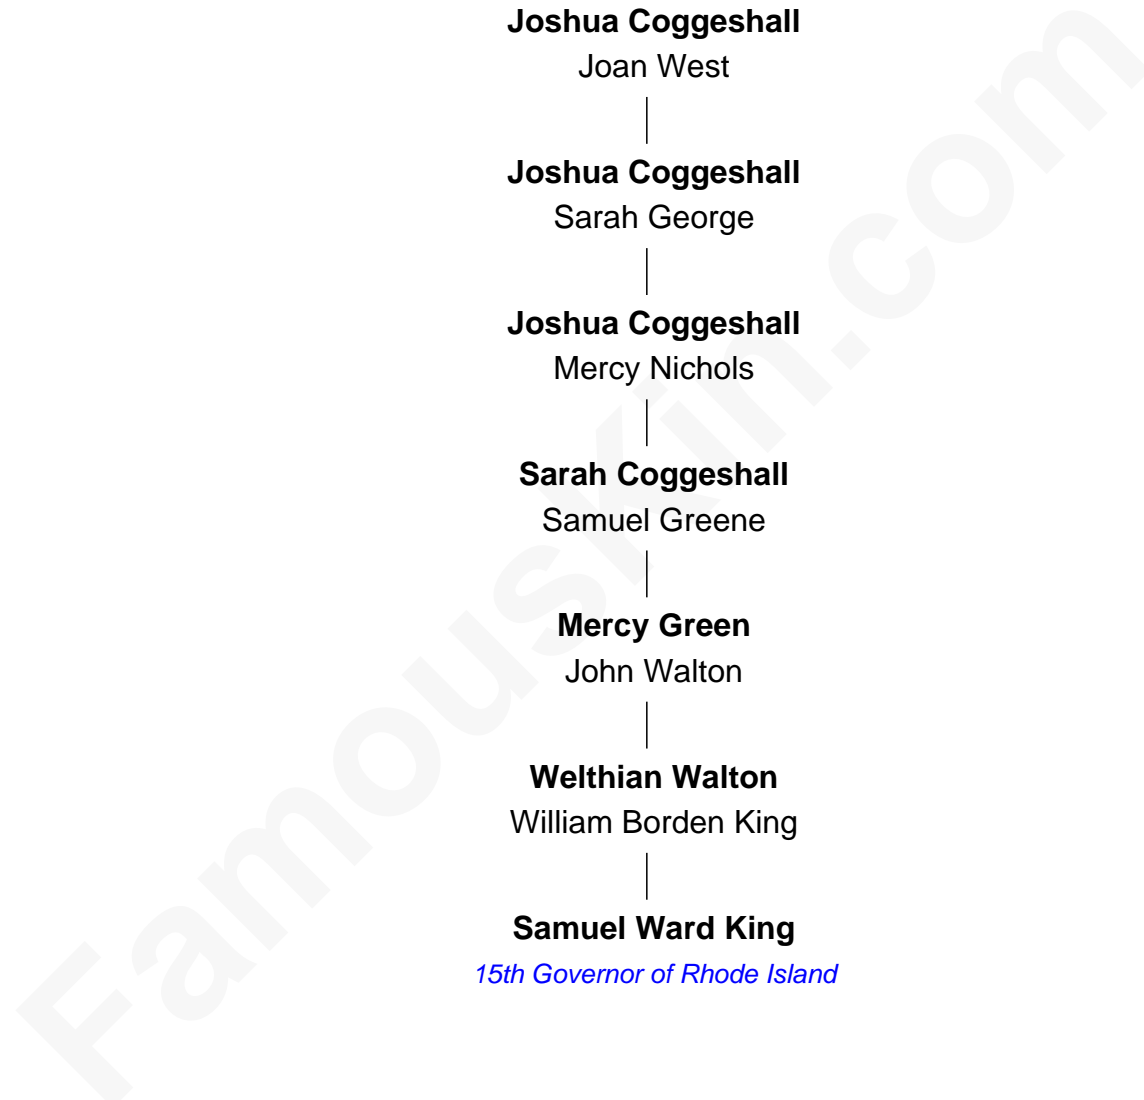 Joshua Coggeshall
Joan West
Joshua Coggeshall
Sarah George
Joshua Coggeshall
Mercy Nichols
Sarah Coggeshall
Samuel Greene
Mercy Green
John Walton
Welthian Walton
William Borden King
Samuel Ward King
15th Governor of Rhode Island
FamousKin.com